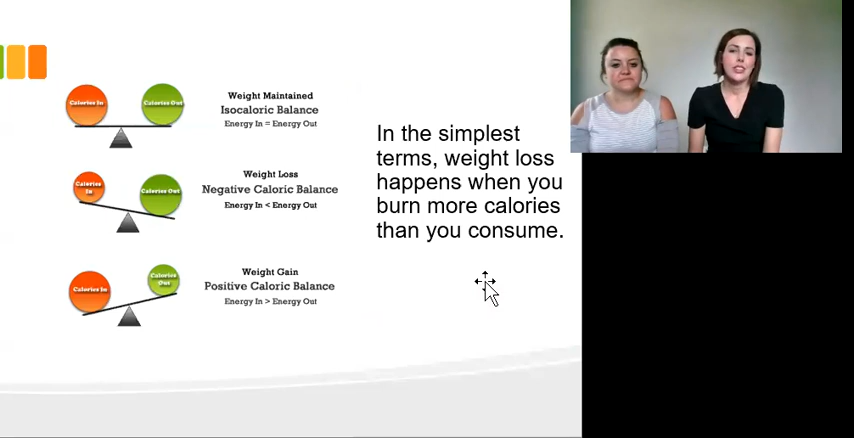 Calories In
Calories Out
Weight Maintained
Isocaloric Balance
Energy In = Energy Out
Calories
In
Calories Out
Weight Loss
Negative Caloric Balance
Energy In < Energy Out
Calories In
Calories
Out
Weight Gain
Positive Caloric Balance
Energy In > Energy Out
In the simplest
terms, weight loss
happens when you
burn more calories
than you consume.